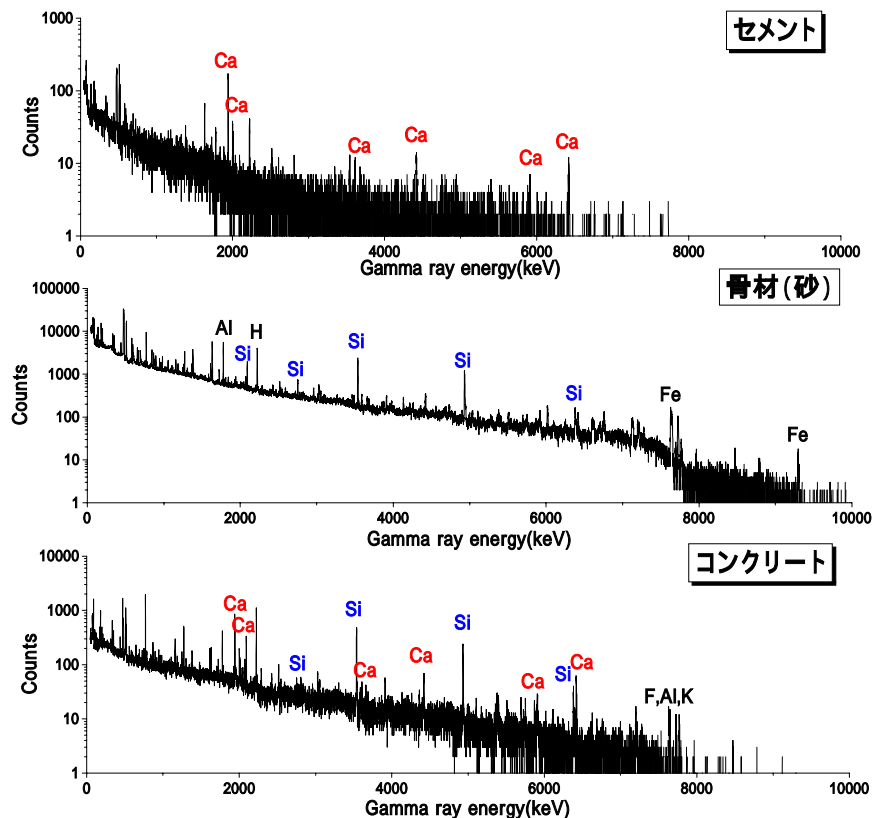 セメント
1000
100
10
1
Counts
Ca
Ca
Ca
Ca
Ca
Ca
0 2000 4000 6000 8000 10000
Gamma ray energy(keV)
骨材(砂)
100000
10000
1000
100
10
1
Counts
Al
H
Si
Si
Si
Si
Si
Fe
Fe
0 2000 4000 6000 8000 10000
Gamma ray energy(keV)
コンクリート
10000
1000
100
10
1
Counts
Ca
Ca
Si
Si
Ca
Ca
Si
Ca
Si
Ca
F,Al,K
0 2000 4000 6000 8000 10000
Gamma ray energy(keV)